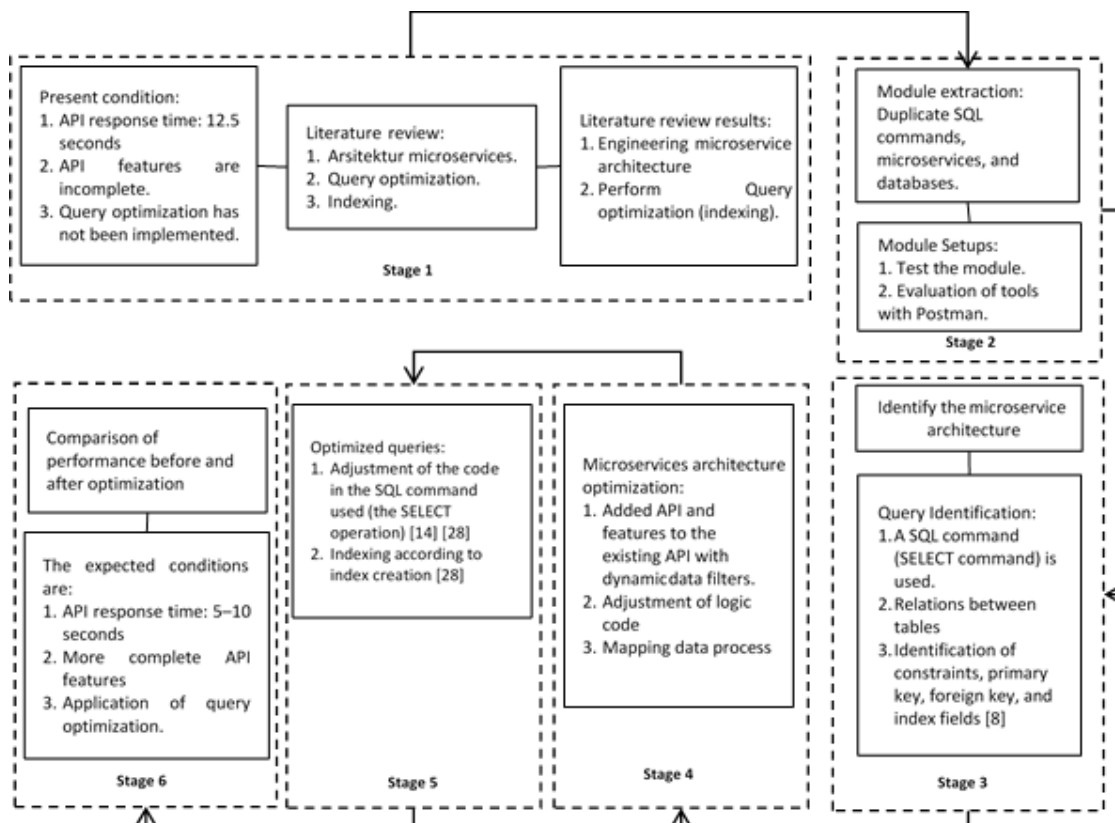 Present condition:
1. API response time: 12.5
seconds
2. API features are
incomplete.
3. Query optimization has
not been implemented.
Literature review:
1. Arsitektur microservices.
2. Query optimization.
3. Indexing.
Literature review results:
1. Engineering microservice
architecture
2. Perform Query
optimization (indexing).
Stage 1
Module extraction:
Duplicate SQL
commands,
microservices, and
databases.
Module Setups:
1. Test the module.
2. Evaluation of tools
with Postman.
Stage 2
Comparison of
performance before and
after optimization
The expected conditions
are:
1. API response time: 5–10
seconds
2. More complete API
features
3. Application of query
optimization.
Stage 6
Optimized queries:
1. Adjustment of the code
in the SQL command
used (the SELECT
operation) [14] [28]
2. Indexing according to
index creation [28]
Stage 5
Microservices architecture
optimization:
1. Added API and
features to the
existing API with
dynamic data filters.
2. Adjustment of logic
code
3. Mapping data process
Stage 4
Identify the microservice
architecture
Query Identification:
1. A SQL command
(SELECT command) is
used.
2. Relations between
tables
3. Identification of
constraints, primary
key, foreign key, and
index fields [8]
Stage 3